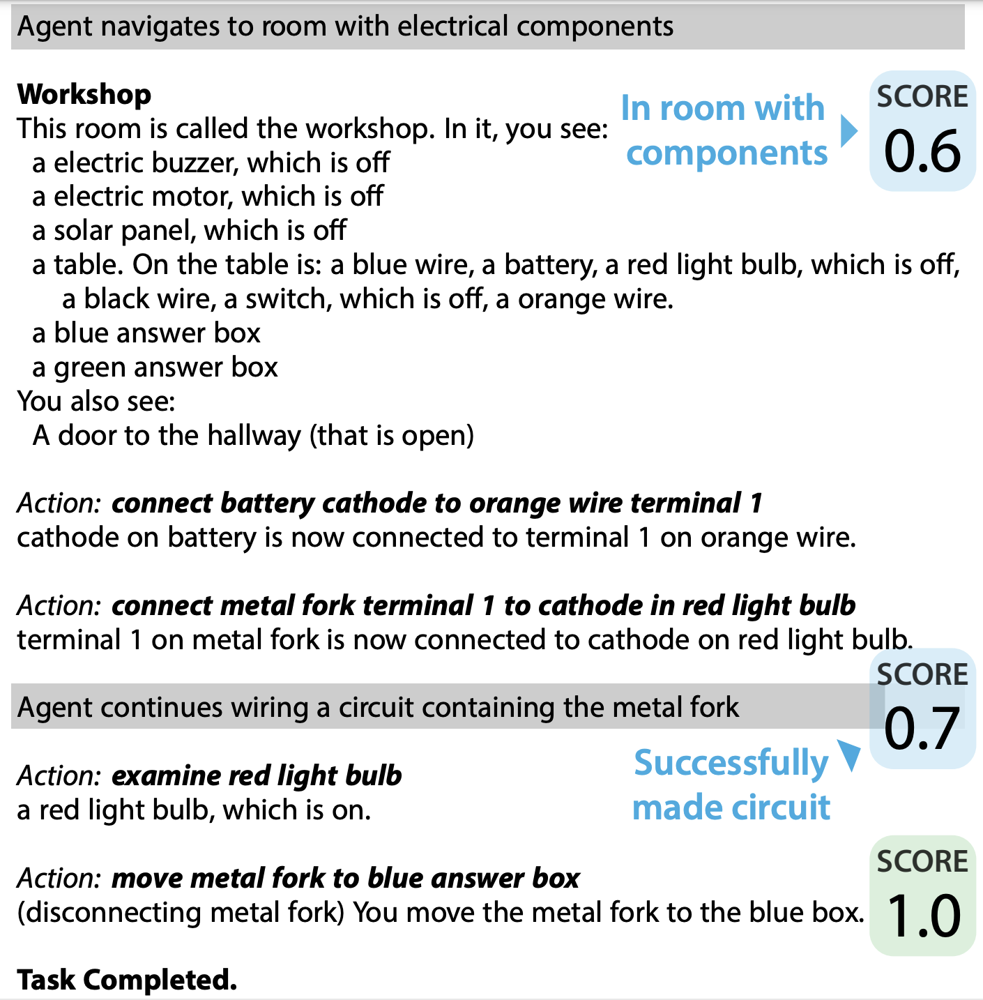 Agent navigates to room with electrical components
Workshop
This room is called the workshop. In it, you see:
a electric buzzer, which is off
a electric motor, which is off
a solar panel, which is off
a table. On the table is: a blue wire, a battery, a red light bulb, which is off,
a black wire, a switch, which is off, a orange wire.
a blue answer box
a green answer box
You also see:
A door to the hallway (that is open)
In room with
components
SCORE
0.6
Action: connect battery cathode to orange wire terminal 1
cathode on battery is now connected to terminal 1 on orange wire.
Action: connect metal fork terminal 1 to cathode in red light bulb
terminal 1 on metal fork is now connected to cathode on red light bulb.
Agent continues wiring a circuit containing the metal fork
SCORE
0.7
Successfully
made circuit
Action: examine red light bulb
a red light bulb, which is on.
Action: move metal fork to blue answer box
(disconnecting metal fork) You move the metal fork to the blue box.
SCORE
1.0
Task Completed.